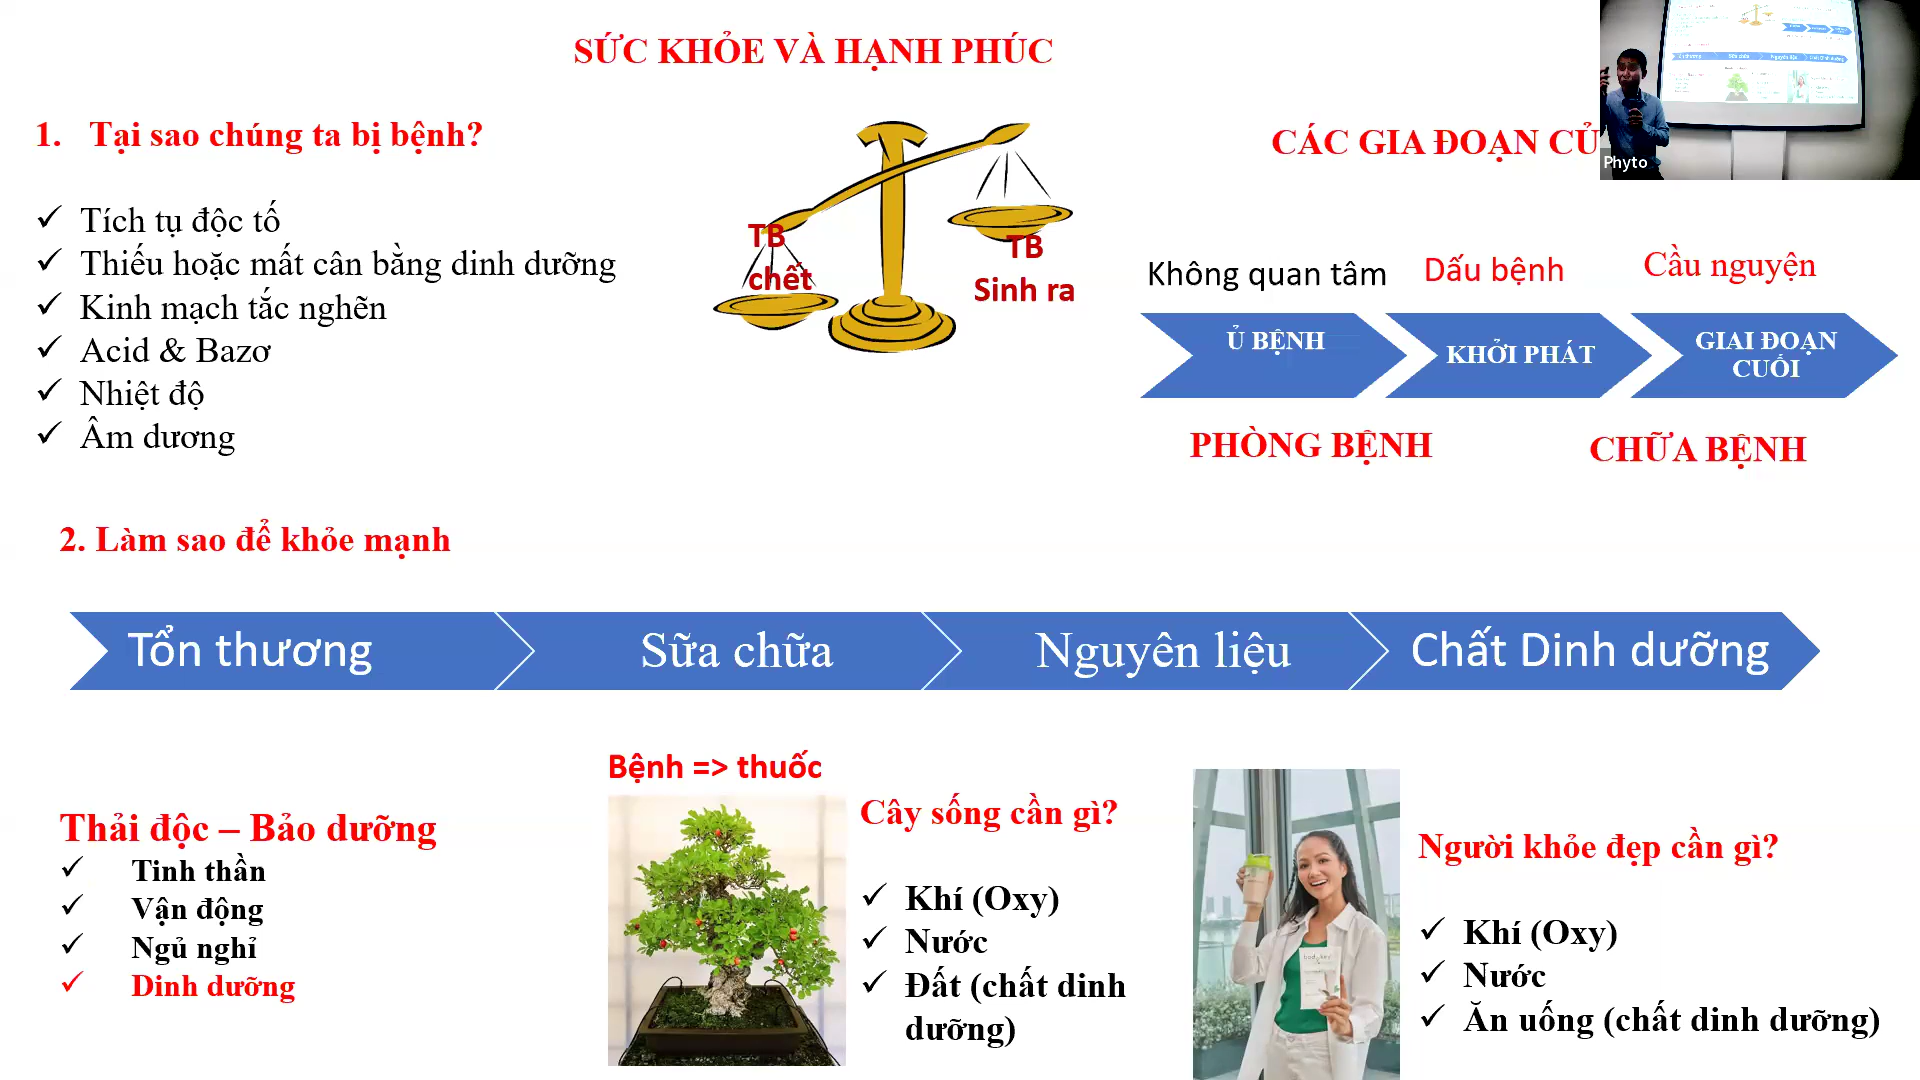 SỨC KHỎE VÀ HẠNH PHÚC
1. Tại sao chúng ta bị bệnh?
Tích tụ độc tố
Thiếu hoặc mất cân bằng dinh dưỡng
Kinh mạch tắc nghẽn
Acid & Bazơ
Nhiệt độ
Âm dương
TB
chết
TB
Sinh ra
CÁC GIA ĐOẠN CỦ
Phyto
Không quan tâm
Dấu bệnh
Cầu nguyện
Ủ BỆNH
KHỞI PHÁT
GIAI ĐOẠN
CUỐI
PHÒNG BỆNH
CHỮA BỆNH
2. Làm sao để khỏe mạnh
Tổn thương
Sữa chữa
Nguyên liệu
Chất Dinh dưỡng
Thải độc – Bảo dưỡng
Tinh thần
Vận động
Ngủ nghỉ
Dinh dưỡng
Bệnh => thuốc
Cây sống cần gì?
Khí (Oxy)
Nước
Đất (chất dinh
dưỡng)
Người khỏe đẹp cần gì?
Khí (Oxy)
Nước
Ăn uống (chất dinh dưỡng)